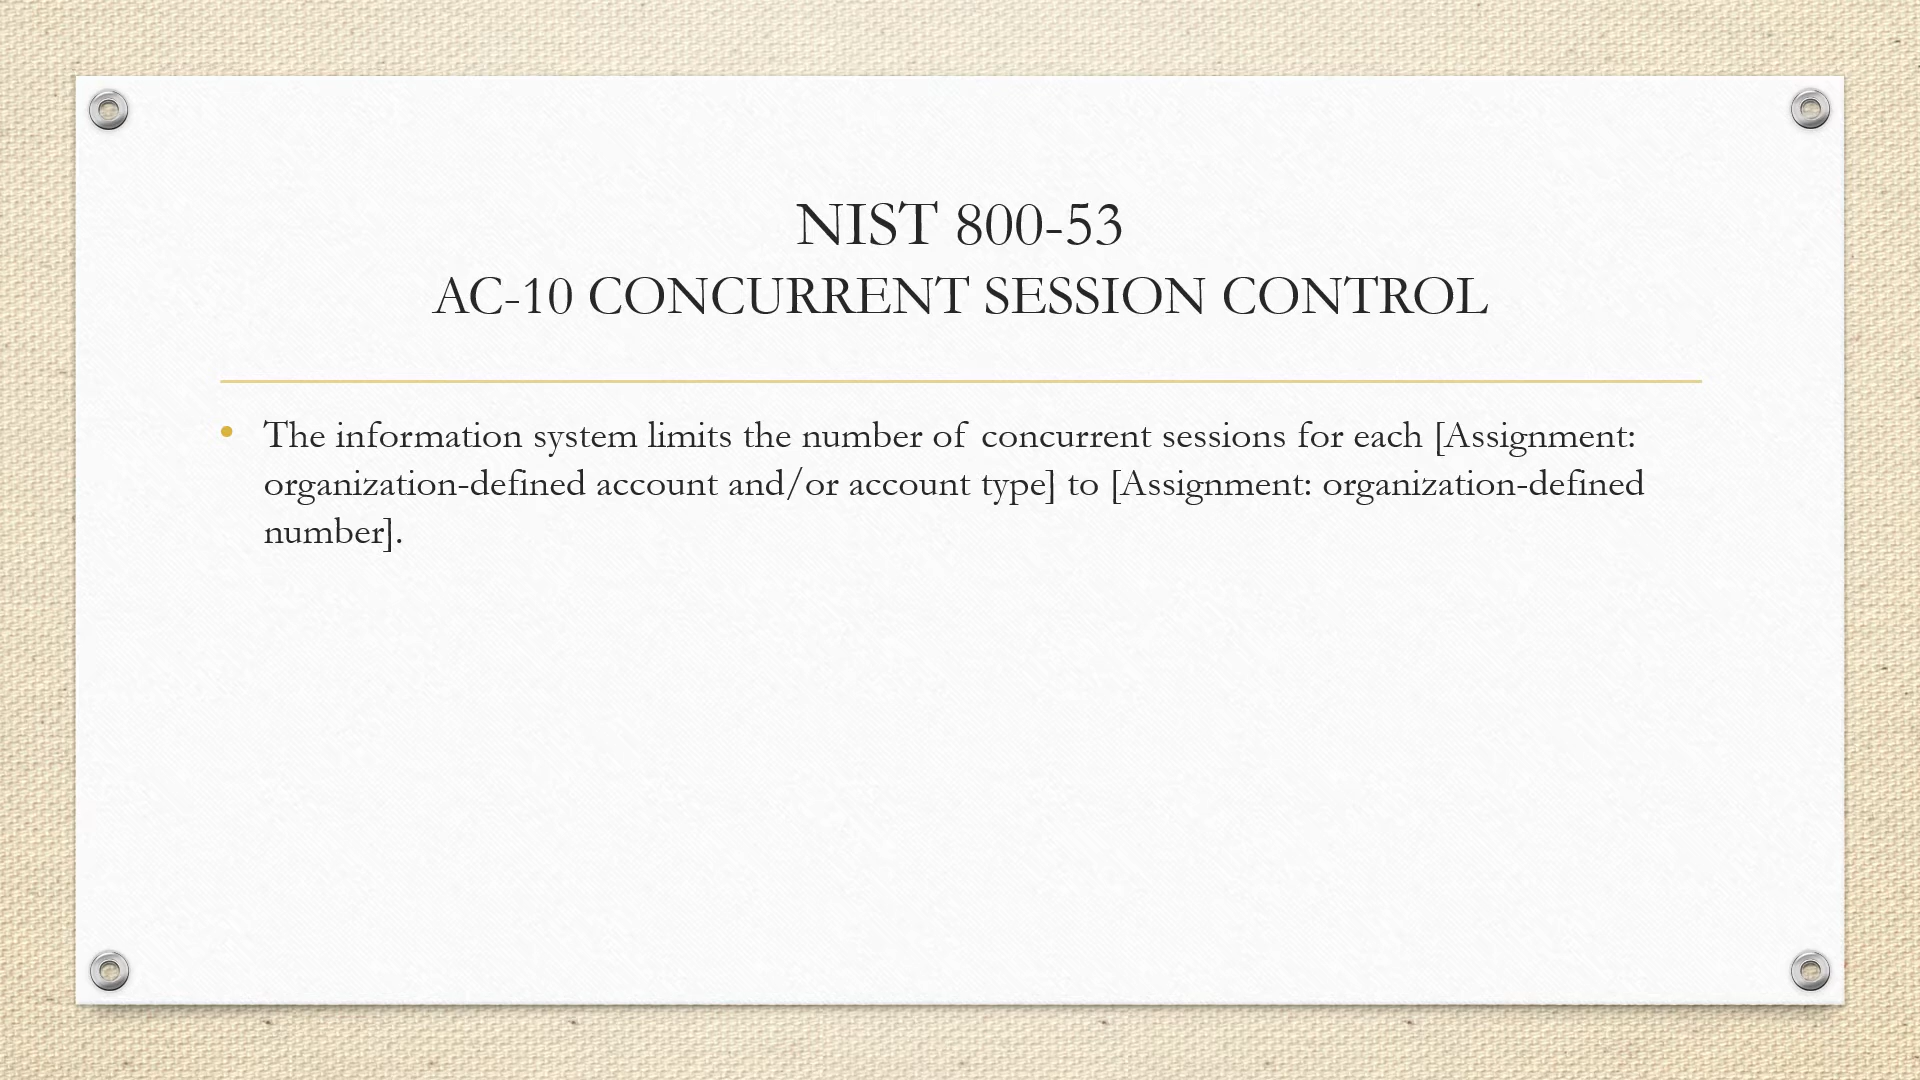 NIST 800-53
AC-10 CONCURRENT SESSION CONTROL
• The information system limits the number of concurrent sessions for each [Assignment:
organization-defined account and/or account type] to [Assignment: organization-defined
number].